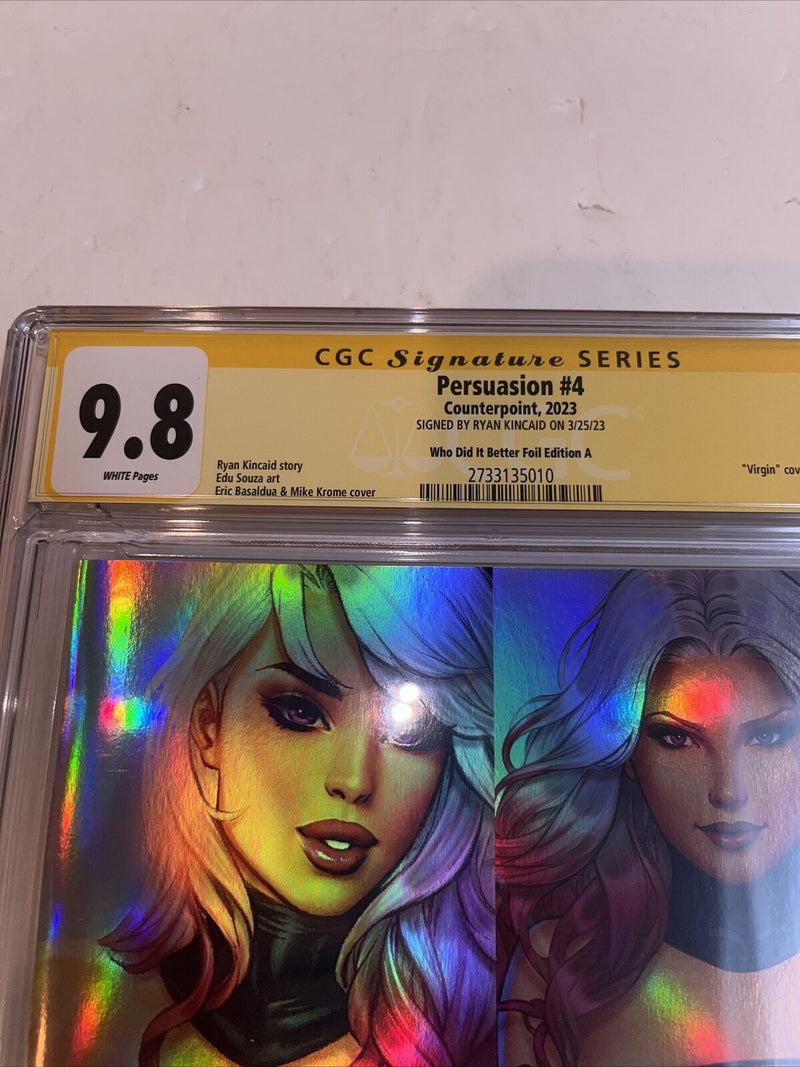 CGC Signature SERIES
9.8
WHITE Pages
Persuasion #4
Counterpoint, 2023
SIGNED BY RYAN KINCAID ON 3/25/23
Who Did It Better Foil Edition A
2733135010
Ryan Kincaid story
Edu Souza art
Eric Basaldua & Mike Krome cover
"Virgin" cov
CGC